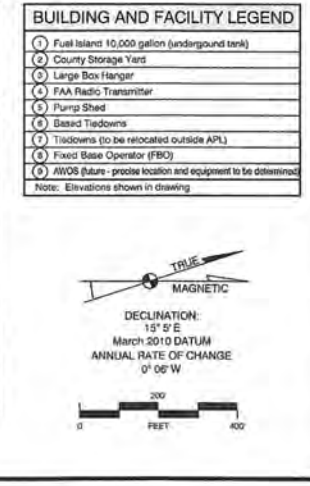 BUILDING AND FACILITY LEGEND
1 Fuel Island 10,000 gallon (undergound tank)
2 County Storage Yard
3 Large Box Hanger
4 FAA Radio Transmitter
5 Pump Shed
6 Based Tiedowns
7 Tiedowns (to be relocated outside APL)
8 Fixed Base Operator (FBO)
9 AWOS (future - precise location and equipment to be determined)
Note: Elevations shown in drawing
TRUE
MAGNETIC
DECLINATION:
15° 5' E
March 2010 DATUM
ANNUAL RATE OF CHANGE
0° 06' W
200'
0 FEET 400'